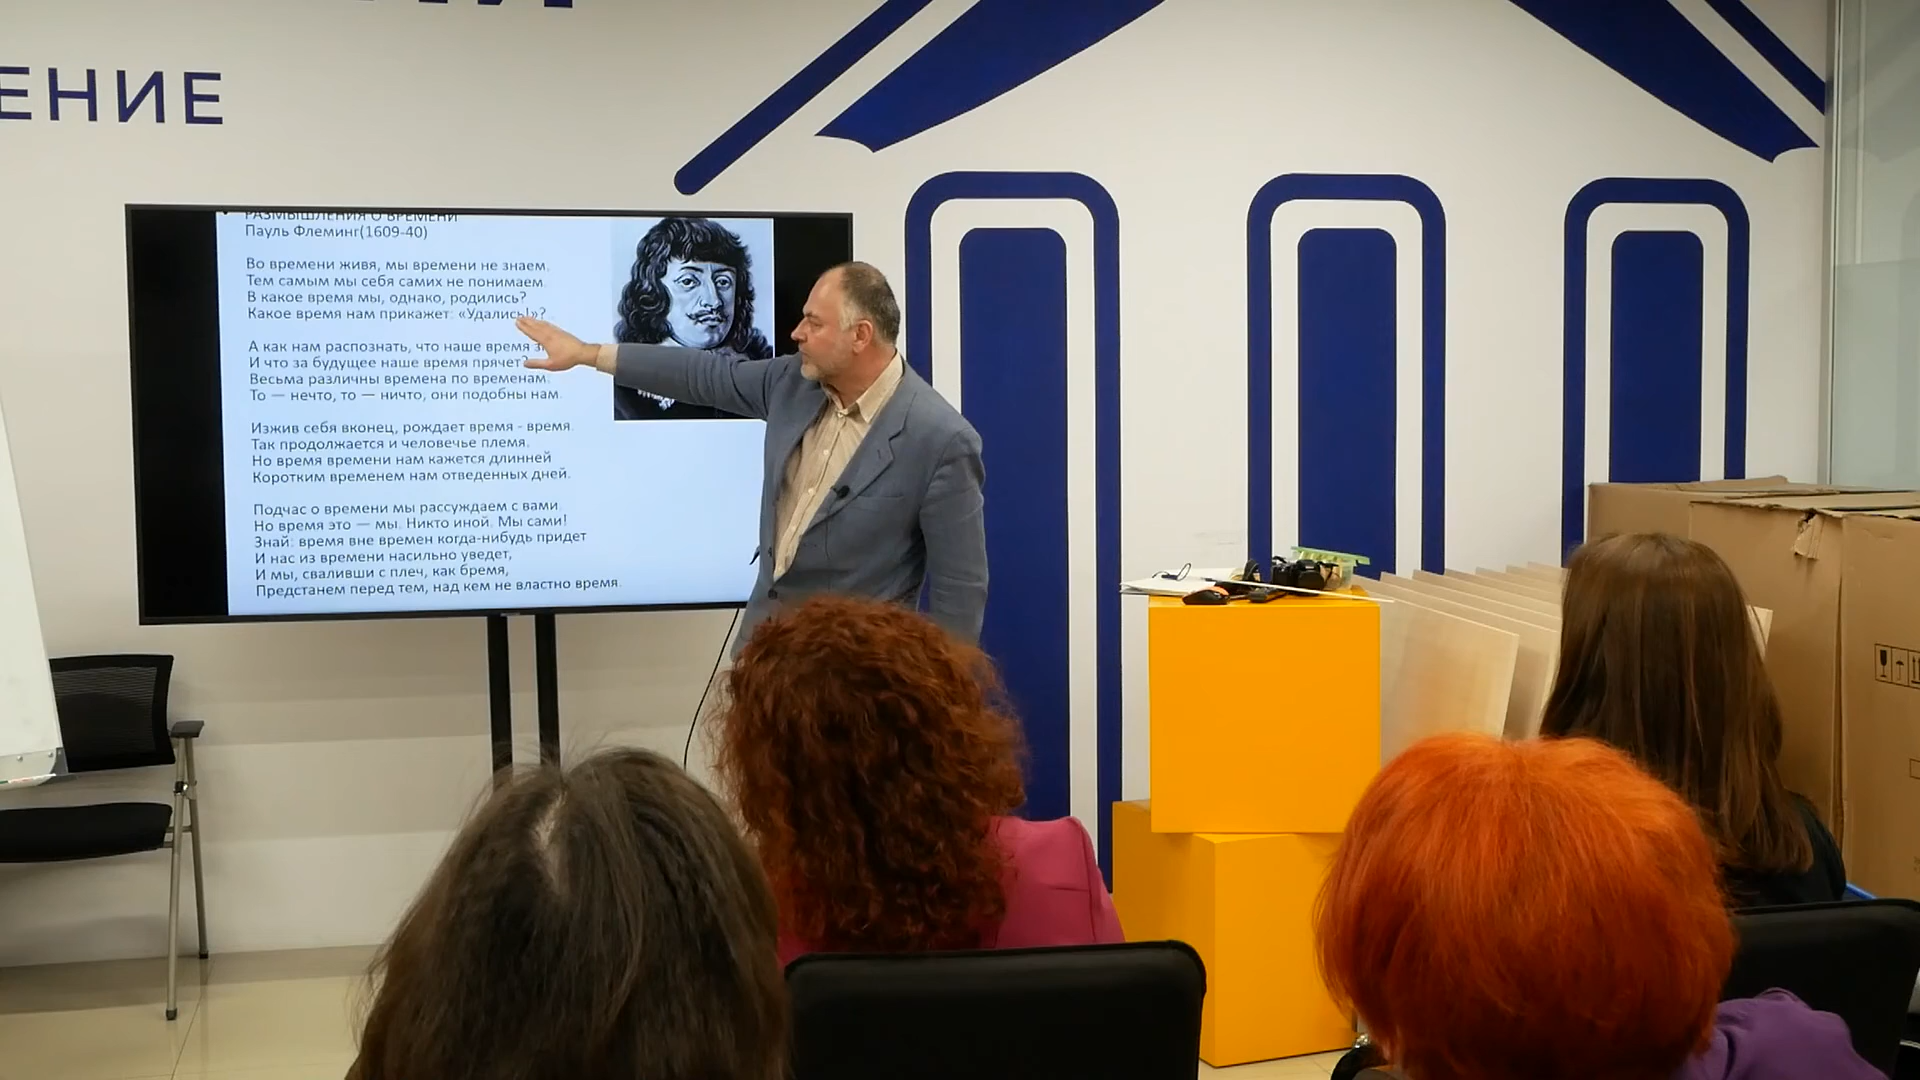 ЕНИЕ
РАЗМЫШЛЕНИЯ О ВРЕМЕНИ
Пауль Флеминг(1609-40)
Во времени живя, мы времени не знаем.
Тем самым мы себя самих не понимаем.
В какое время мы, однако, родились?
Какое время нам прикажет: «Удались!»?
А как нам распознать, что наше время
И что за будущее наше время прячет?
Весьма различны времена по временам:
То — нечто, то — ничто, они подобны нам.
Изжив себя вконец, рождает время - время.
Так продолжается и человечье племя.
Но время времени нам кажется длинней
Коротким временем нам отведенных дней.
Подчас о времени мы рассуждаем с вами.
Но время это — мы. Никто иной. Мы сами!
Знай: время вне времен когда-нибудь придет
И нас из времени насильно уведет,
И мы, сваливши с плеч, как бремя,
Предстанем перед тем, над кем не властно время.